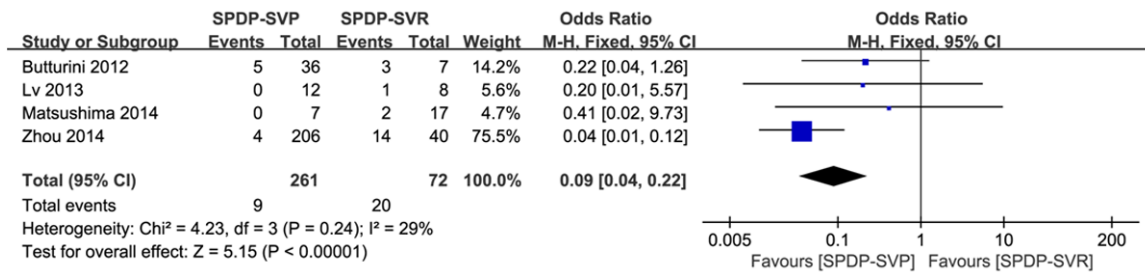 SPDP-SVP SPDP-SVR Odds Ratio Odds Ratio
Study or Subgroup Events Total Events Total Weight M-H, Fixed, 95% CI M-H, Fixed, 95% CI
Butturini 2012 5 36 3 7 14.2% 0.22 [0.04, 1.26]
Lv 2013 0 12 1 8 5.6% 0.20 [0.01, 5.57]
Matsushima 2014 0 7 2 17 4.7% 0.41 [0.02, 9.73]
Zhou 2014 4 206 14 40 75.5% 0.04 [0.01, 0.12]
Total (95% CI) 261 72 100.0% 0.09 [0.04, 0.22]
Total events 9 20
Heterogeneity: Chi² = 4.23, df = 3 (P = 0.24); I² = 29%
Test for overall effect: Z = 5.15 (P < 0.00001)
0.005 0.1 1 10 200
Favours [SPDP-SVP] Favours [SPDP-SVR]